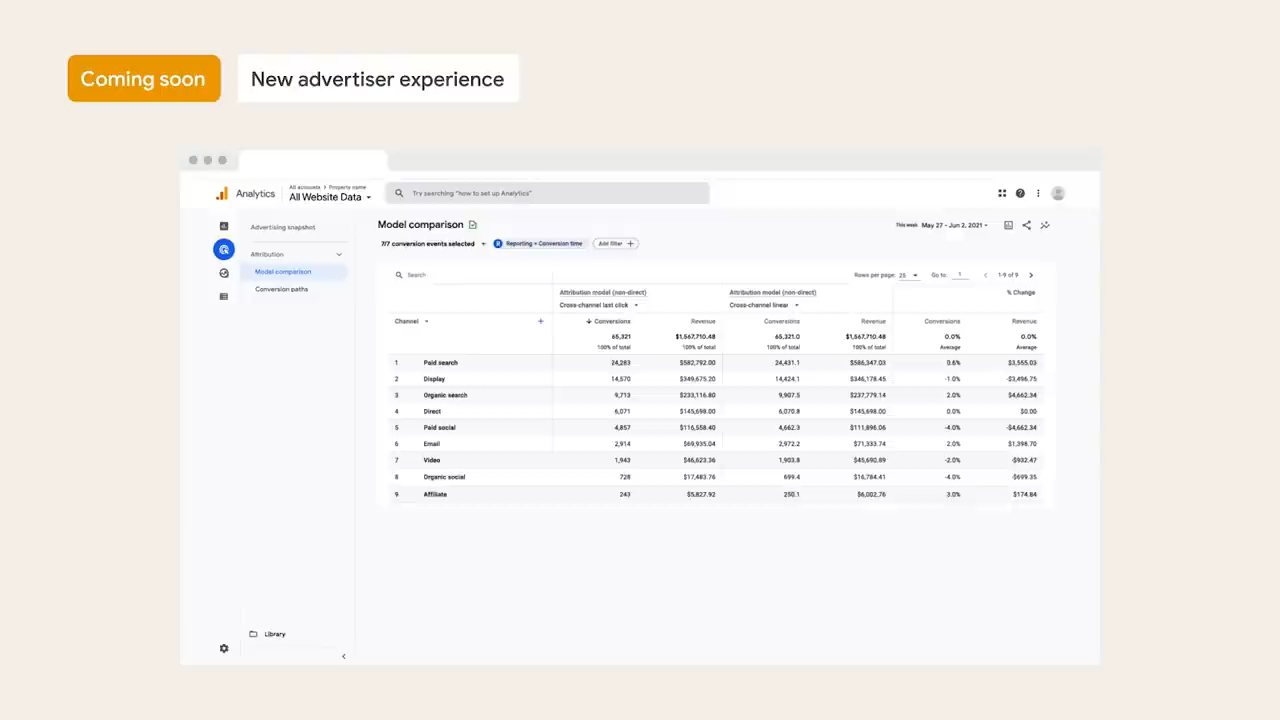 Coming soon
New advertiser experience
Analytics
All accounts > Property name
All Website Data
Try searching "how to set up Analytics"
Advertising snapshot
Attribution
Model comparison
Conversion paths
Library
Model comparison
This week May 27 - Jun 2, 2021
7/7 conversion events selected
R Reporting = Conversion time
Add filter +
Search
Rows per page: 25
Go to: 1
1-9 of 9
Attribution model (non-direct)
Attribution model (non-direct)
% Change
Cross-channel last click
Cross-channel linear
Channel
Conversions Revenue Conversions Revenue Conversions Revenue
65,321 $1,567,710.48 65,321.0 $1,567,710.48 0.0% 0.0%
100% of total 100% of total 100% of total 100% of total Average Average
1 Paid search 24,283 $582,792.00 24,431.1 $586,347.03 0.6% $3,555.03
2 Display 14,570 $349,675.20 14,424.1 $346,178.45 -1.0% -$3,496.75
3 Organic search 9,713 $233,116.80 9,907.5 $237,779.14 2.0% $4,662.34
4 Direct 6,071 $145,698.00 6,070.8 $145,698.00 0.0% $0.00
5 Paid social 4,857 $116,558.40 4,662.3 $111,896.06 -4.0% -$4,662.34
6 Email 2,914 $69,935.04 2,972.2 $71,333.74 2.0% $1,398.70
7 Video 1,943 $46,623.36 1,903.8 $45,690.89 -2.0% -$932.47
8 Organic social 728 $17,483.76 699.4 $16,784.41 -4.0% -$699.35
9 Affiliate 243 $5,827.92 250.1 $6,002.76 3.0% $174.84